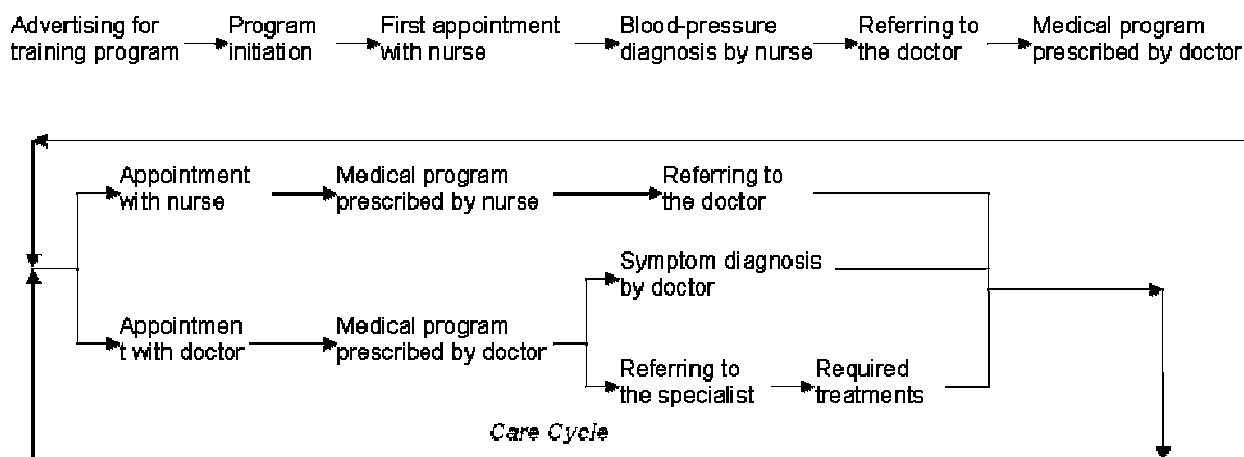 Advertising for
training program
Program
initiation
First appointment
with nurse
Blood-pressure
diagnosis by nurse
Referring to
the doctor
Medical program
prescribed by doctor
Appointment
with nurse
Medical program
prescribed by nurse
Referring to
the doctor
Symptom diagnosis
by doctor
Appointmen
t with doctor
Medical program
prescribed by doctor
Referring to
the specialist
Required
treatments
Care Cycle